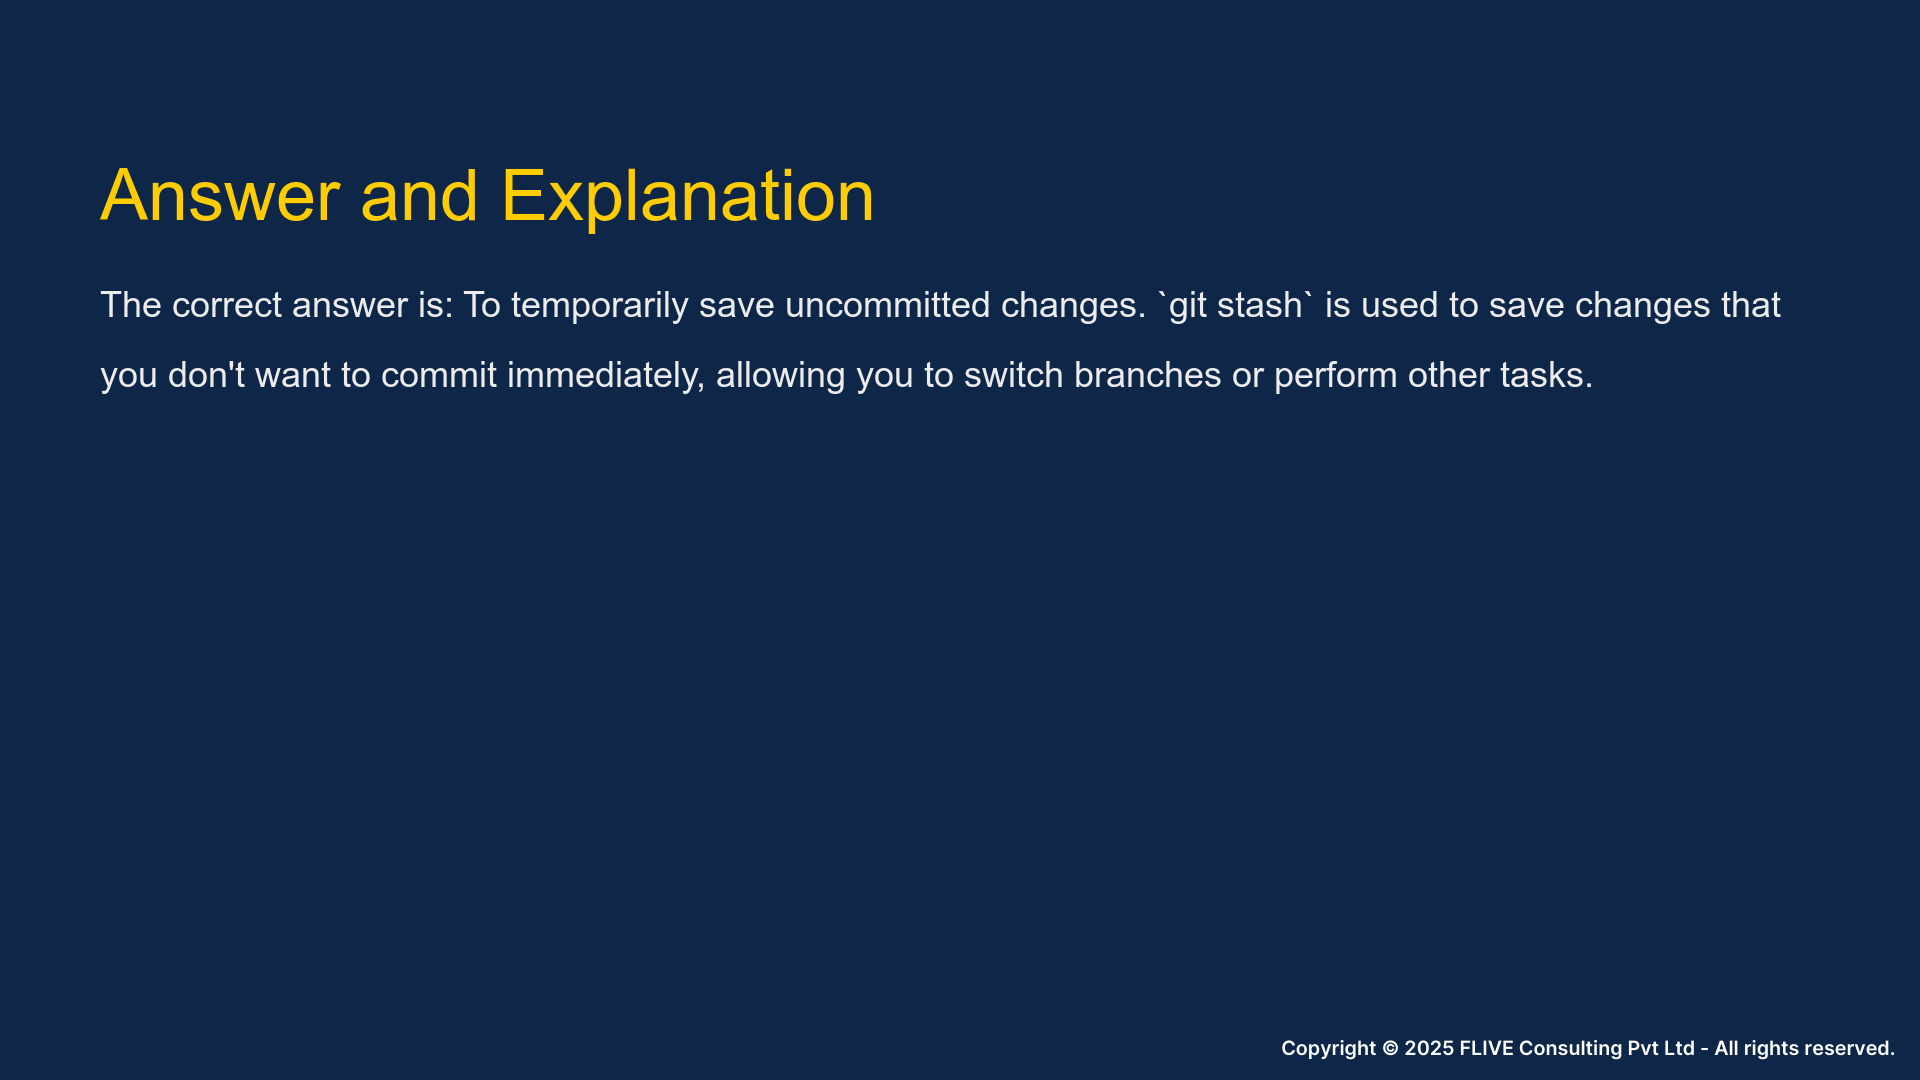 Answer and Explanation
The correct answer is: To temporarily save uncommitted changes. `git stash` is used to save changes that
you don't want to commit immediately, allowing you to switch branches or perform other tasks.
Copyright © 2025 FLIVE Consulting Pvt Ltd - All rights reserved.